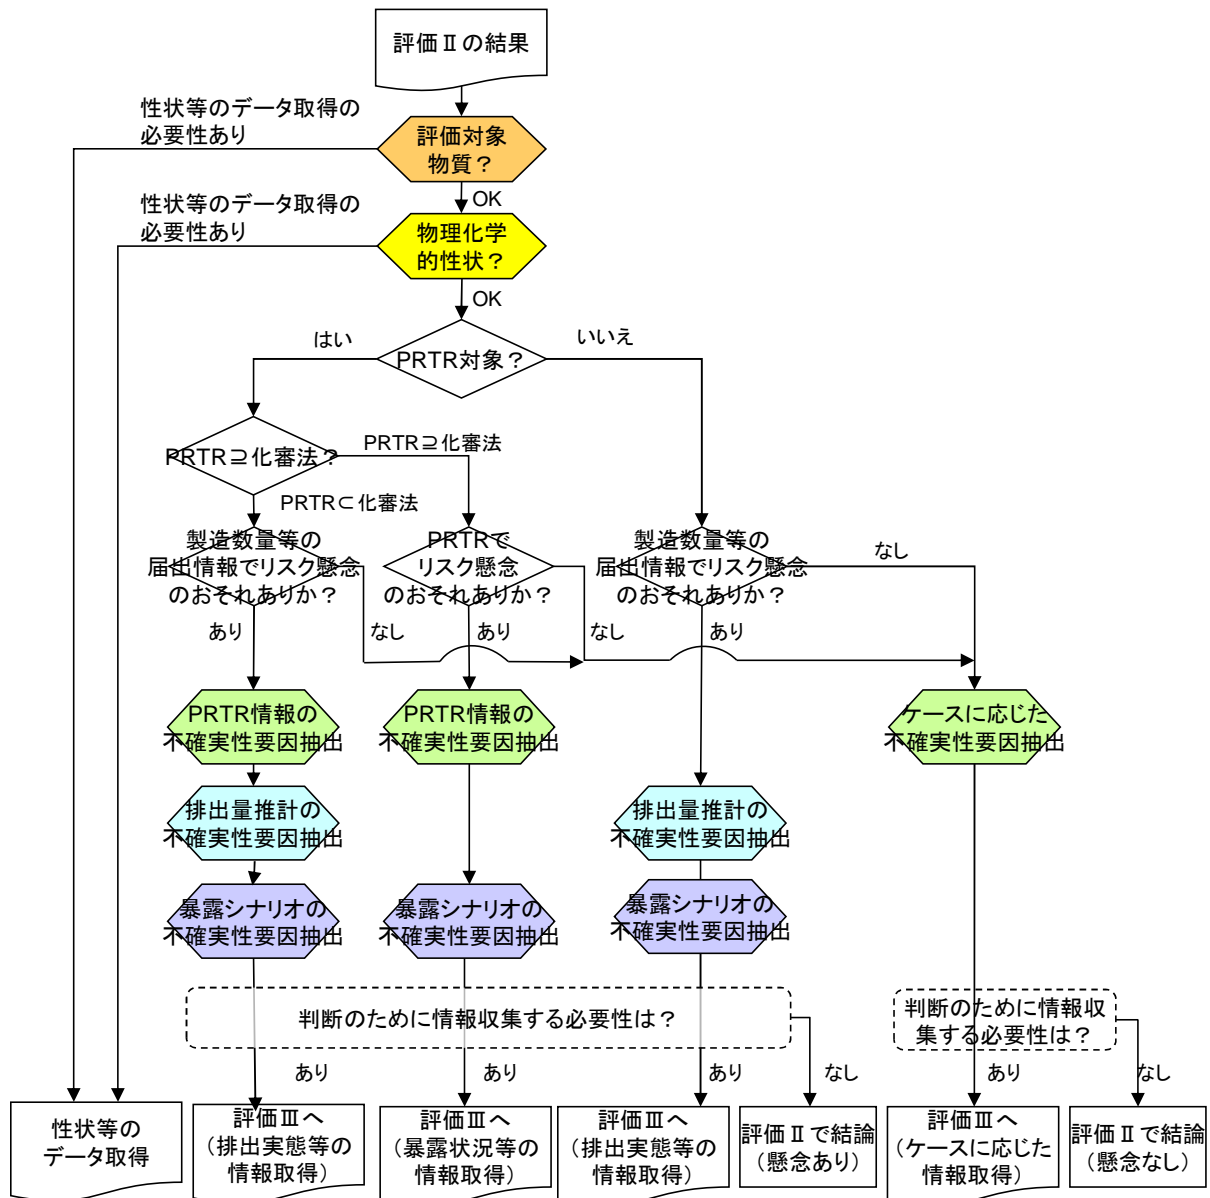 評価Ⅱの結果
性状等のデータ取得の
必要性あり
評価対象
物質？
OK
性状等のデータ取得の
必要性あり
物理化学
的性状？
OK
はい
いいえ
PRTR対象？
PRTR⊇化審法？
PRTR⊇化審法
PRTR⊂化審法
製造数量等の
届出情報でリスク懸念
のおそれありか？
PRTRで
リスク懸念
のおそれありか？
製造数量等の
届出情報でリスク懸念
のおそれありか？
なし
あり
なし
あり
なし
あり
PRTR情報の
不確実性要因抽出
PRTR情報の
不確実性要因抽出
ケースに応じた
不確実性要因抽出
排出量推計の
不確実性要因抽出
排出量推計の
不確実性要因抽出
暴露シナリオの
不確実性要因抽出
暴露シナリオの
不確実性要因抽出
暴露シナリオの
不確実性要因抽出
判断のために情報収集する必要性は？
判断のために情報収
集する必要性は？
あり
あり
あり
なし
あり
なし
性状等の
データ取得
評価Ⅲへ
（排出実態等の
情報取得）
評価Ⅲへ
（暴露状況等の
情報取得）
評価Ⅲへ
（排出実態等の
情報取得）
評価Ⅱで結論
（懸念あり）
評価Ⅲへ
（ケースに応じた
情報取得）
評価Ⅱで結論
（懸念なし）